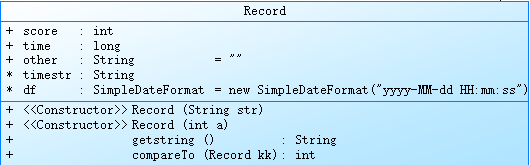 Record
+ score : int
+ time : long
+ other : String = ""
* timestr : String
* df : SimpleDateFormat = new SimpleDateFormat("yyyy-MM-dd HH:mm:ss")
+ <<Constructor>> Record (String str)
+ <<Constructor>> Record (int a)
+ getstring () : String
+ compareTo (Record kk) : int